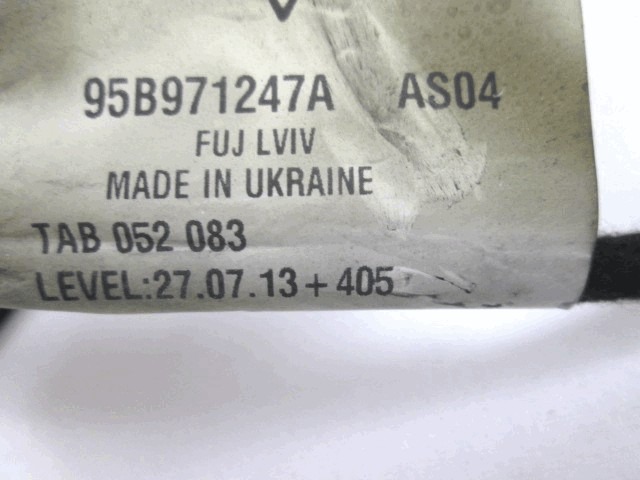 95B971247A AS04
FUJ LVIV
MADE IN UKRAINE
TAB 052 083
LEVEL:27.07.13+405